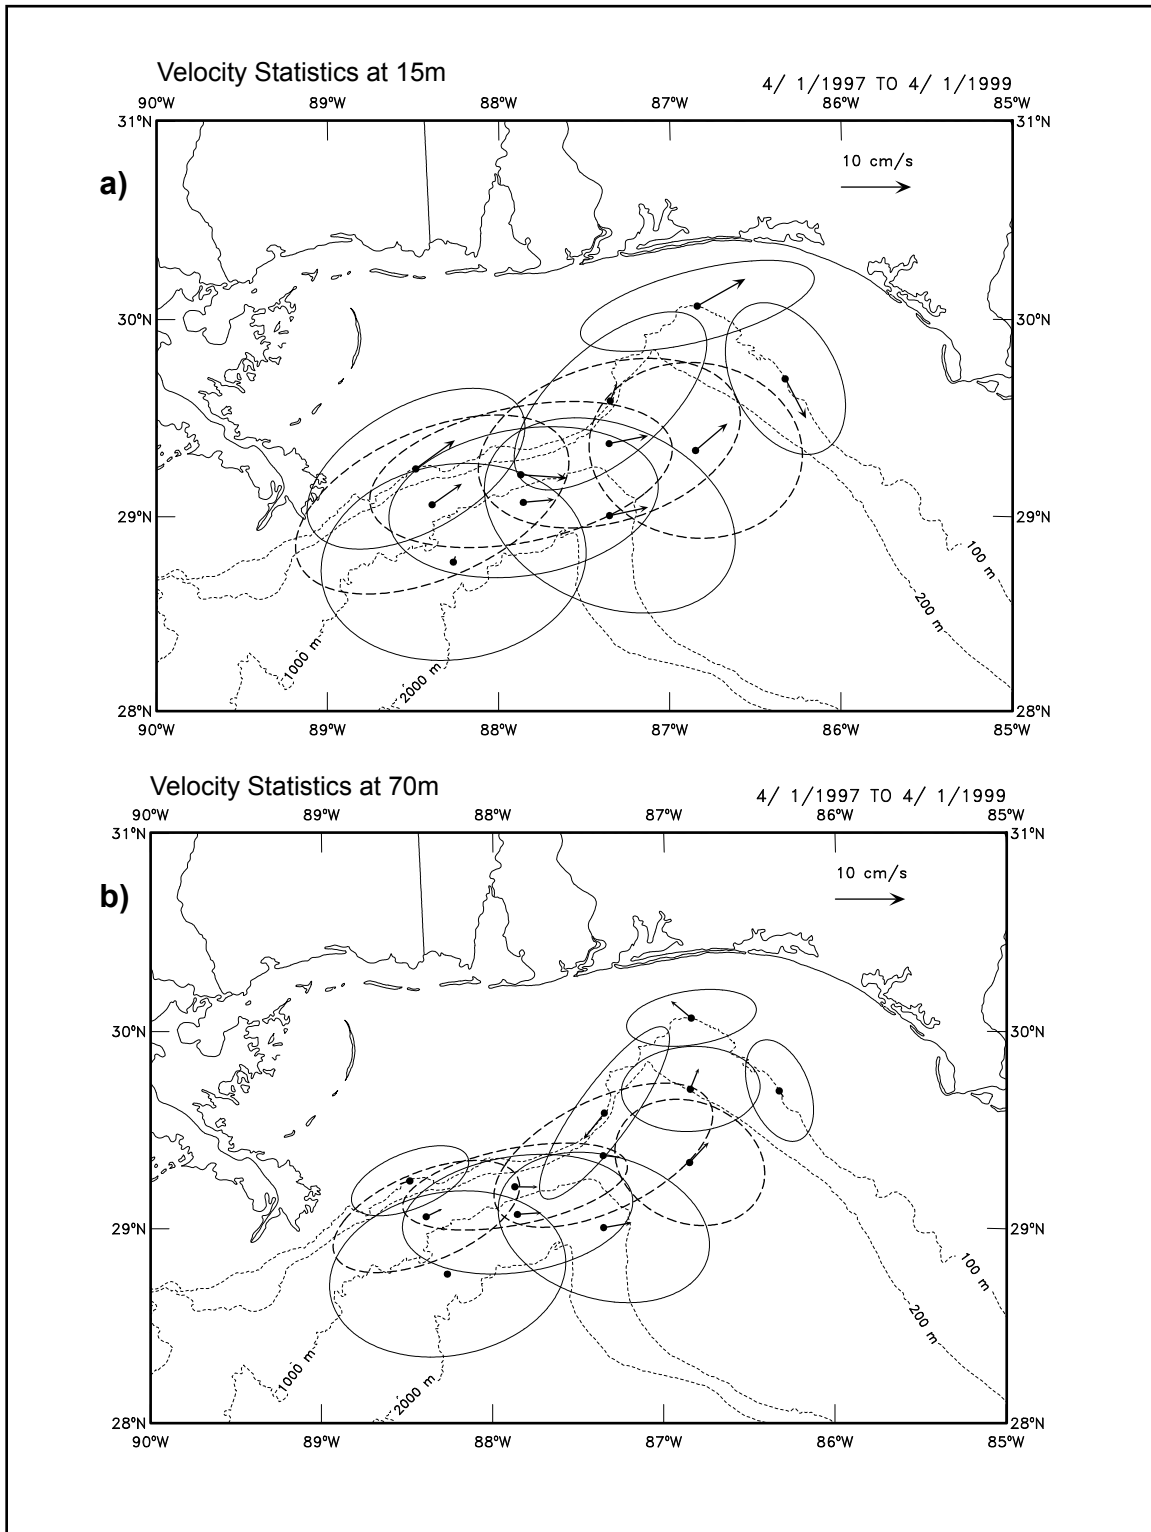 Velocity Statistics at 15m
4/ 1/1997 TO 4/ 1/1999
90°W 89°W 88°W 87°W 86°W 85°W
31°N 31°N
a)
10 cm/s
30°N 30°N
29°N 29°N
100 m
200 m
1000 m
2000 m
28°N 28°N
90°W 89°W 88°W 87°W 86°W 85°W
Velocity Statistics at 70m
4/ 1/1997 TO 4/ 1/1999
90°W 89°W 88°W 87°W 86°W 85°W
31°N 31°N
b)
10 cm/s
30°N 30°N
29°N 29°N
100 m
200 m
1000 m
2000 m
28°N 28°N
90°W 89°W 88°W 87°W 86°W 85°W